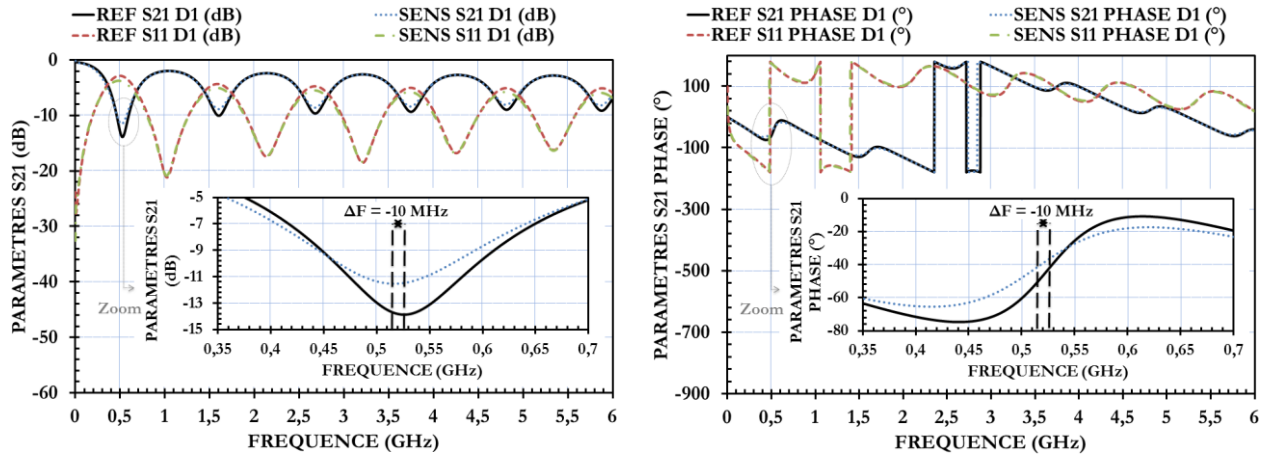 REF S21 D1 (dB) SENS S21 D1 (dB)
REF S11 D1 (dB) SENS S11 D1 (dB)
PARAMETRES S21 (dB)
0
-10
-20
-30
-40
-50
-60
0 0,5 1 1,5 2 2,5 3 3,5 4 4,5 5 5,5 6
FREQUENCE (GHz)
Zoom
PARAMETRES S21
(dB)
-5
-7
-9
-11
-13
-15
ΔF = -10 MHz
0,35 0,4 0,45 0,5 0,55 0,6 0,65 0,7
FREQUENCE (GHz)
REF S21 PHASE D1 (°) SENS S21 PHASE D1 (°)
REF S11 PHASE D1 (°) SENS S11 PHASE D1 (°)
PARAMETRES S21 PHASE (°)
100
-100
-300
-500
-700
-900
0 0,5 1 1,5 2 2,5 3 3,5 4 4,5 5 5,5 6
FREQUENCE (GHz)
Zoom
PARAMETRES S21
PHASE (°)
0
-20
-40
-60
-80
ΔF = -10 MHz
0,35 0,4 0,45 0,5 0,55 0,6 0,65 0,7
FREQUENCE (GHz)